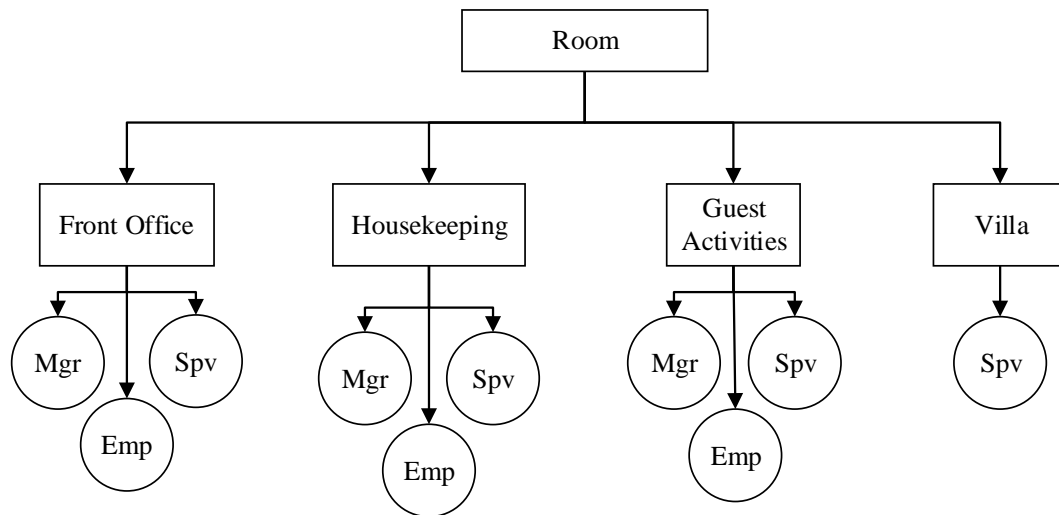 Room
Front Office
Housekeeping
Guest
Activities
Villa
Mgr
Spv
Emp
Mgr
Spv
Emp
Mgr
Spv
Emp
Spv